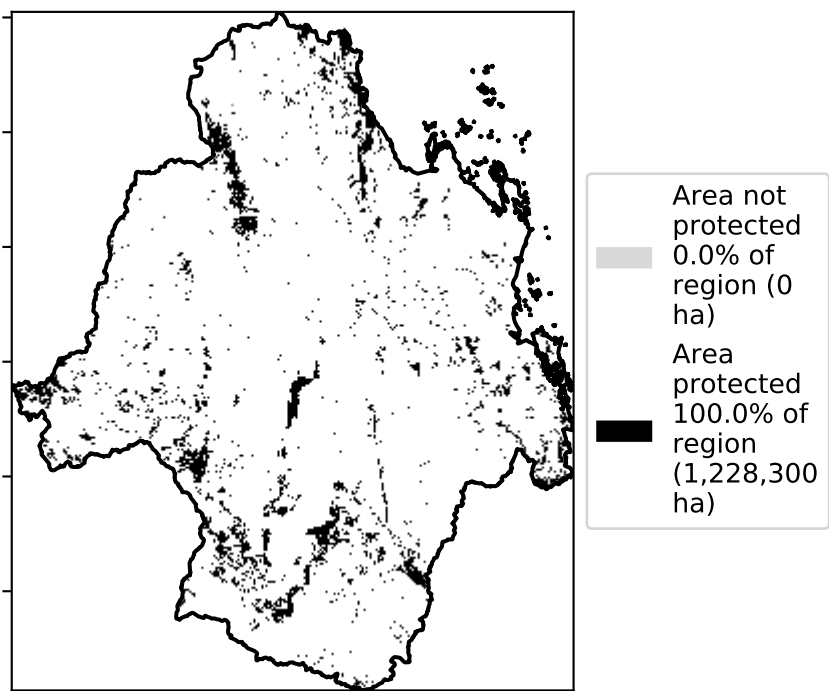 Area not
protected
0.0% of
region (0
ha)
Area
protected
100.0% of
region
(1,228,300
ha)